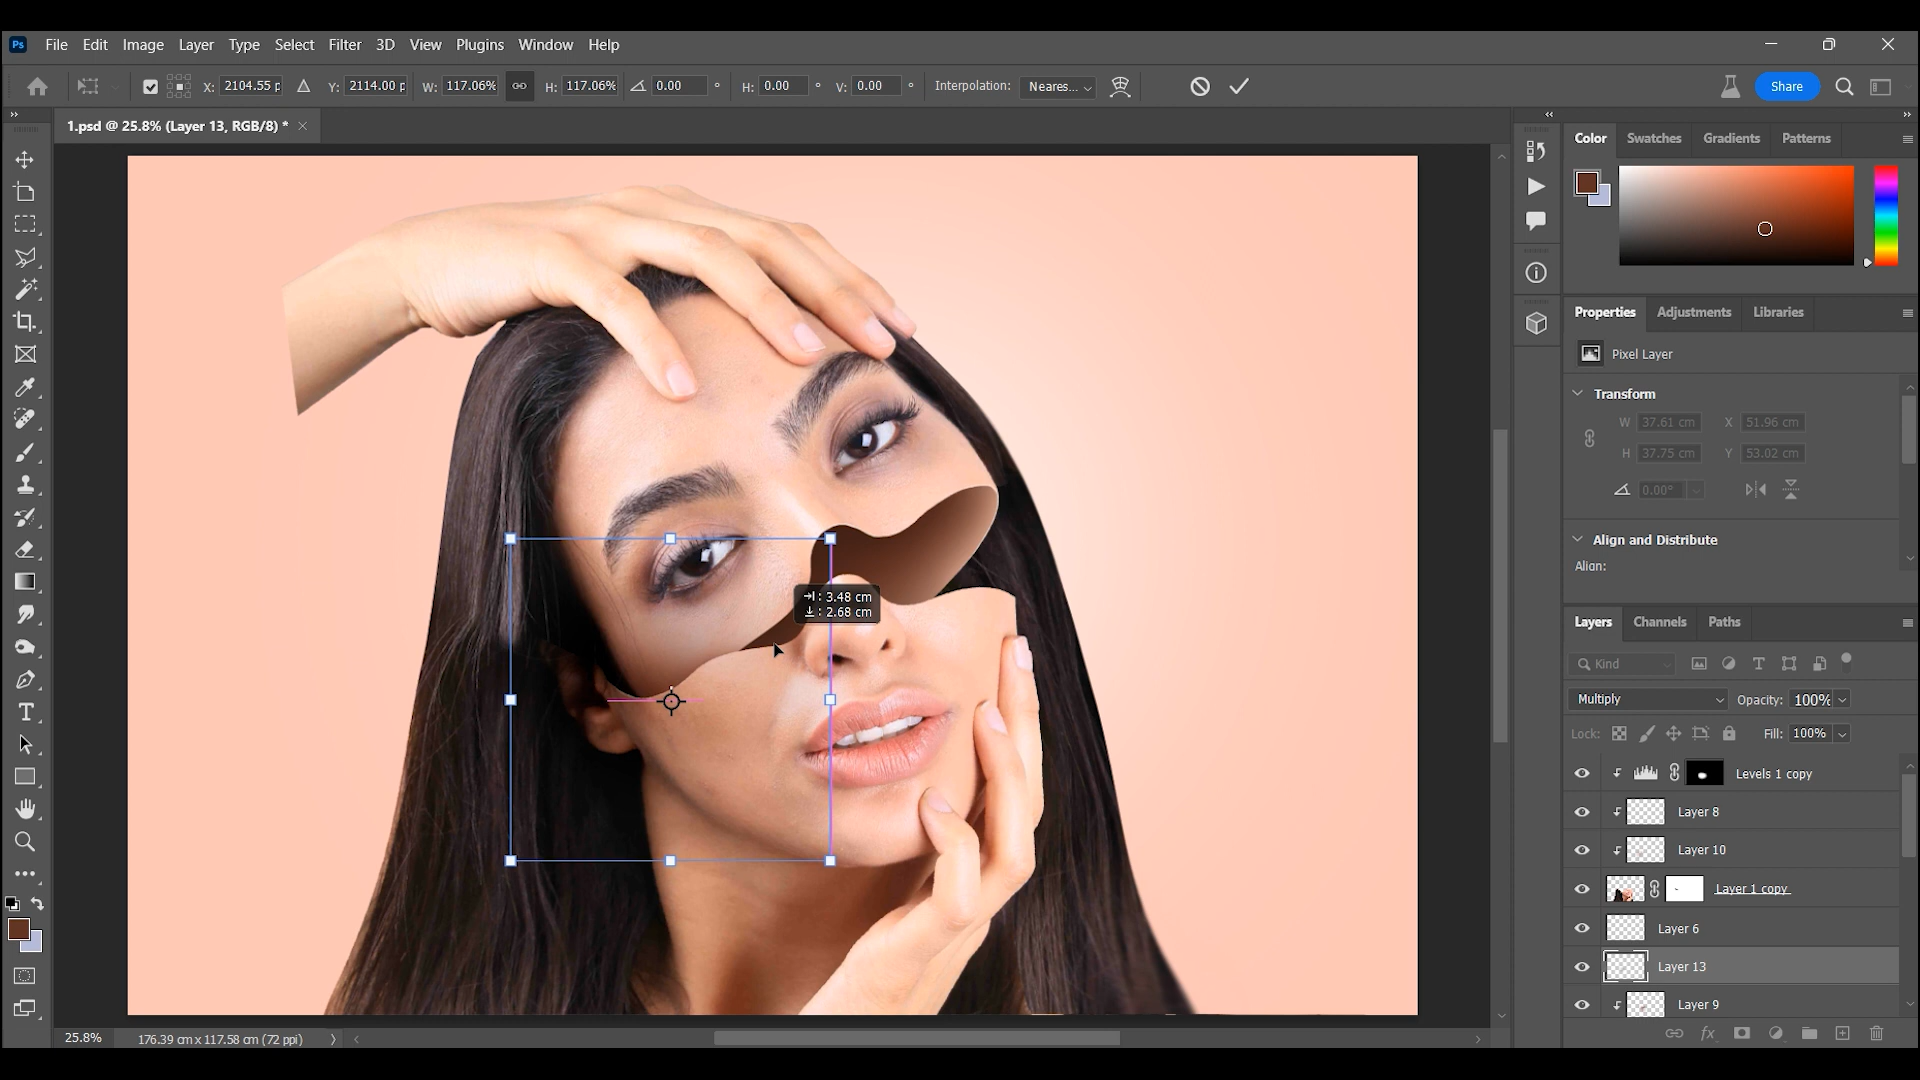 Ps File Edit Image Layer Type Select Filter 3D View Plugins Window Help
X: 2104.55 p Y: 2114.00 p W: 117.06% H: 117.06% 0.00 ° H: 0.00 ° V: 0.00 ° Interpolation: Neares... Share
1.psd @ 25.8% (Layer 13, RGB/8) *
Color Swatches Gradients Patterns
Properties Adjustments Libraries
Pixel Layer
Transform
W 37.61 cm X 51.96 cm
H 37.75 cm Y 53.02 cm
0.00°
Align and Distribute
Align:
: 3.48 cm
: 2.68 cm
Layers Channels Paths
Kind
Multiply Opacity: 100%
Lock: Fill: 100%
Levels 1 copy
Layer 8
Layer 10
Layer 1 copy
Layer 6
Layer 13
Layer 9
25.8% 176.39 cm x 117.58 cm (72 ppi)